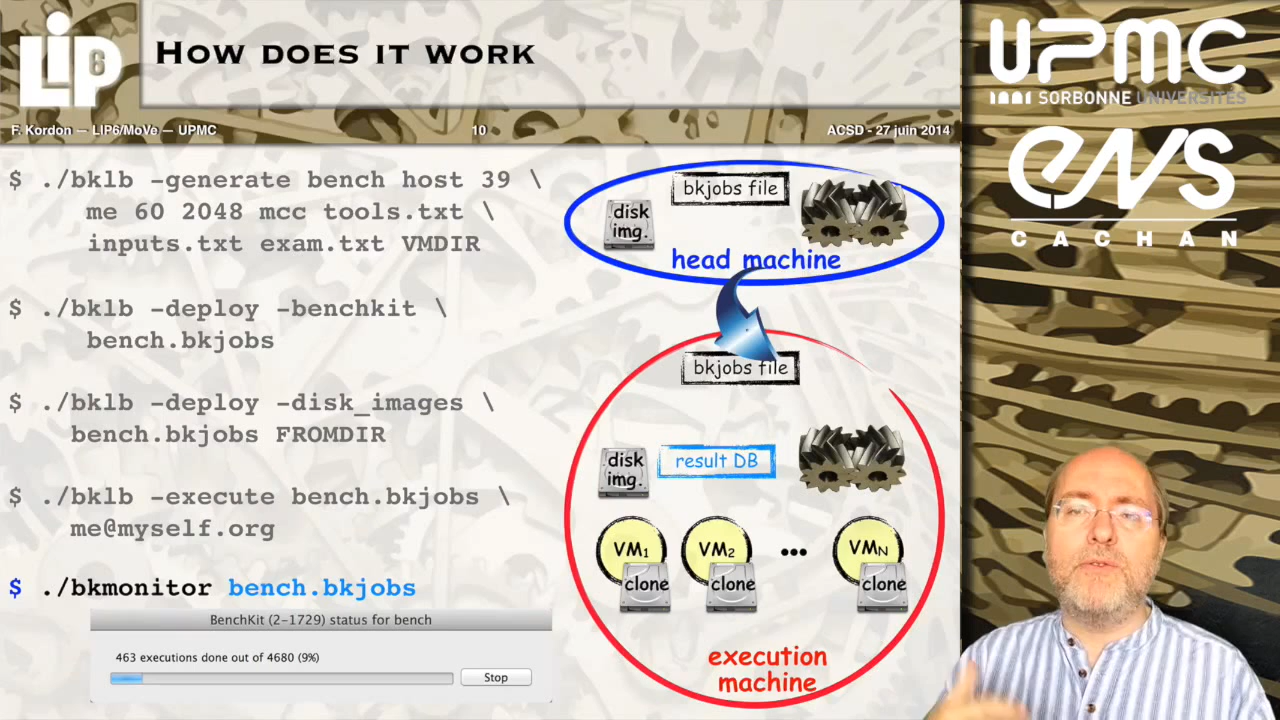 LIP6
HOW DOES IT WORK
F. Kordon — LIP6/MoVe — UPMC
10
ACSD - 27 juin 2014
UPMC
SORBONNE UNIVERSITÉS
ENS
CACHAN
$ ./bklb -generate bench host 39 \
me 60 2048 mcc tools.txt \
inputs.txt exam.txt VMDIR
$ ./bklb -deploy -benchkit \
bench.bkjobs
$ ./bklb -deploy -disk_images \
bench.bkjobs FROMDIR
$ ./bklb -execute bench.bkjobs \
me@myself.org
$ ./bkmonitor bench.bkjobs
BenchKit (2-1729) status for bench
463 executions done out of 4680 (9%)
Stop
bkjobs file
disk
img.
head machine
bkjobs file
disk
img.
result DB
VM1
VM2
...
VMN
clone
clone
clone
execution
machine